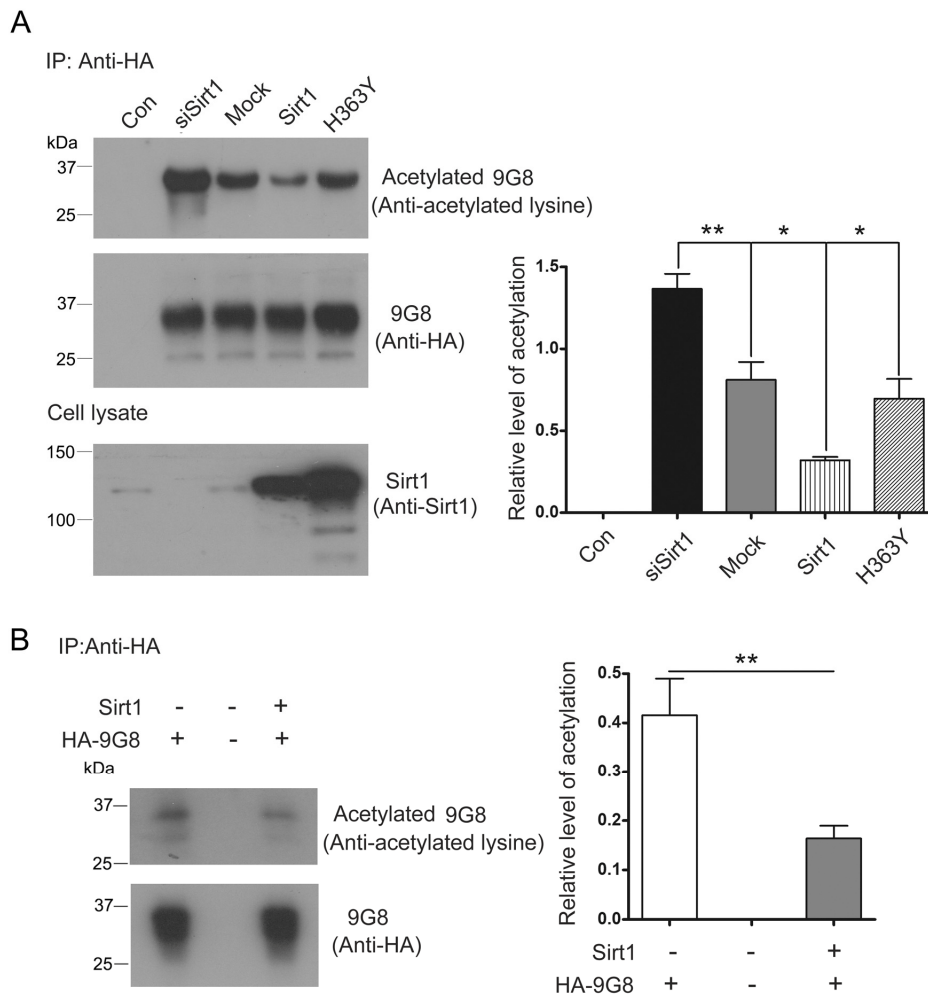 A
IP: Anti-HA
Con
siSirt1
Mock
Sirt1
H363Y
kDa
37
25
Acetylated 9G8
(Anti-acetylated lysine)
37
25
9G8
(Anti-HA)
Cell lysate
150
100
Sirt1
(Anti-Sirt1)
** * *
Relative level of acetylation
1.5
1.0
0.5
0.0
Con
siSirt1
Mock
Sirt1
H363Y
B
IP:Anti-HA
Sirt1 - - +
HA-9G8 + - +
kDa
37
25
Acetylated 9G8
(Anti-acetylated lysine)
37
25
9G8
(Anti-HA)
**
Relative level of acetylation
0.5
0.4
0.3
0.2
0.1
0.0
Sirt1 - - +
HA-9G8 + - +